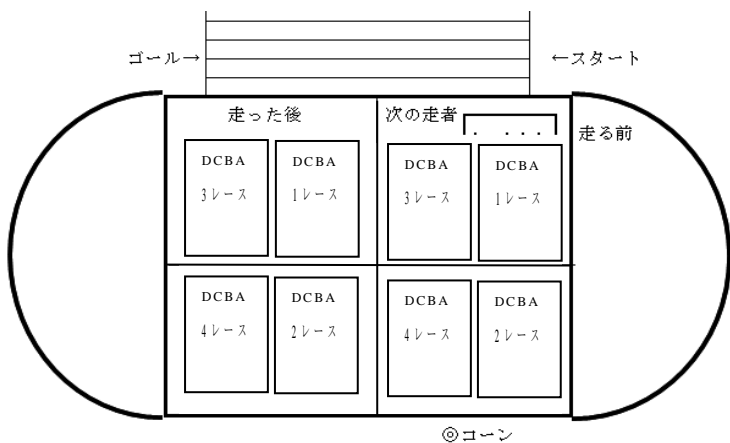 ゴール→
←スタート
走った後
次の走者
走る前
DCBA
3レース
DCBA
1レース
DCBA
3レース
DCBA
1レース
DCBA
4レース
DCBA
2レース
DCBA
4レース
DCBA
2レース
◎コーン